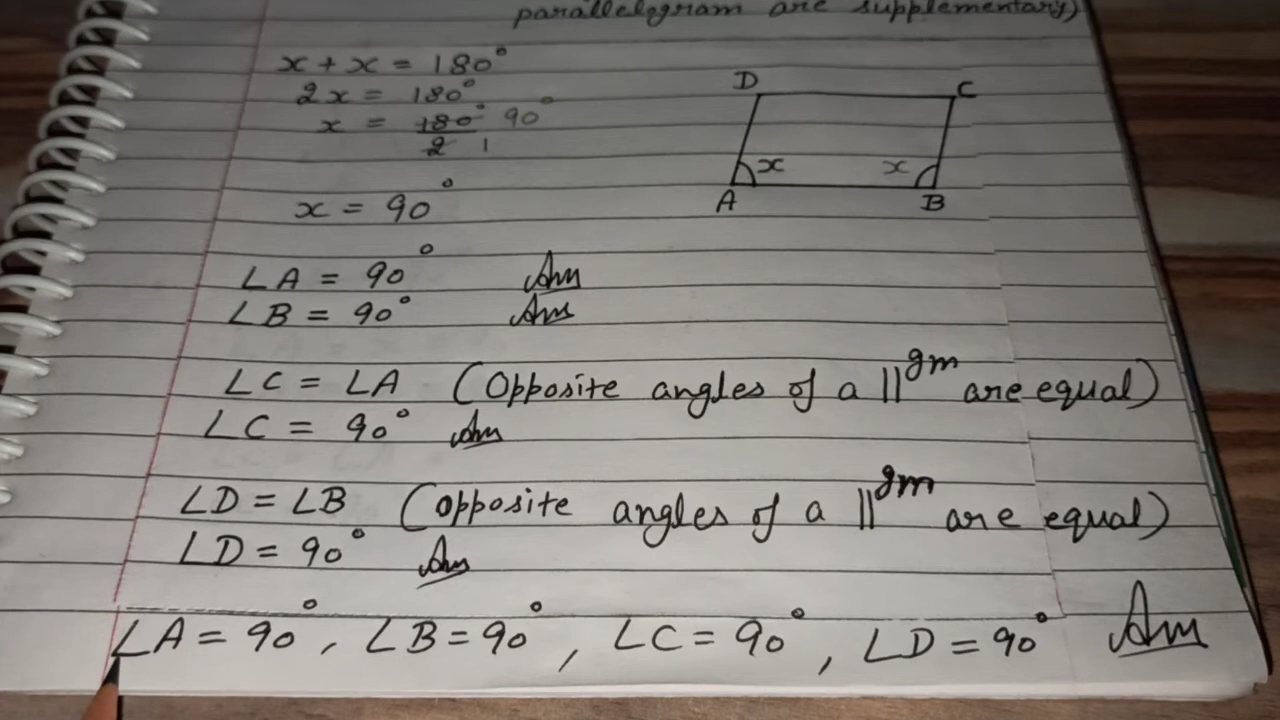 parallelogram are supplementary)
x + x = 180°
2x = 180°
x = 180°/2 90° 1
x = 90°
D C
x x
A B
∠A = 90° Ans
∠B = 90° Ans
∠C = ∠A (Opposite angles of a ||gm are equal)
∠C = 90° Ans
∠D = ∠B (Opposite angles of a ||gm are equal)
∠D = 90° Ans
∠A = 90°, ∠B = 90°, ∠C = 90°, ∠D = 90° Ans